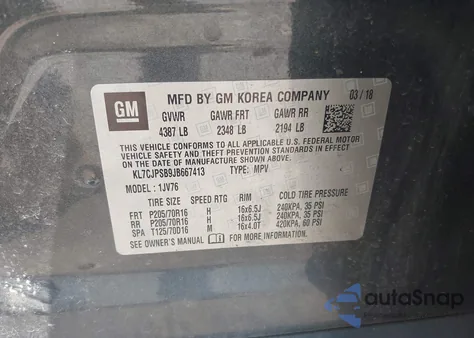 GM
MFD BY GM KOREA COMPANY 03 / 18
GVWR GAWR FRT GAWR RR
4387 LB 2348 LB 2194 LB
THIS VEHICLE CONFORMS TO ALL APPLICABLE U.S. FEDERAL MOTOR
VEHICLE SAFETY, BUMPER, AND THEFT PREVENTION STANDARDS IN EFFECT
ON THE DATE OF MANUFACTURE SHOWN ABOVE.
KL7CJPSB9JB667413 TYPE: MPV
MODEL: 1JV76
TIRE SIZE SPEED RTG RIM COLD TIRE PRESSURE
FRT P205/70R16 H 16x6.5J 240KPA, 35 PSI
RR P205/70R16 H 16x6.5J 240KPA, 35 PSI
SPA T125/70D16 M 16x4.0T 420KPA, 60 PSI
SEE OWNER'S MANUAL FOR MORE INFORMATION.
autoSnap